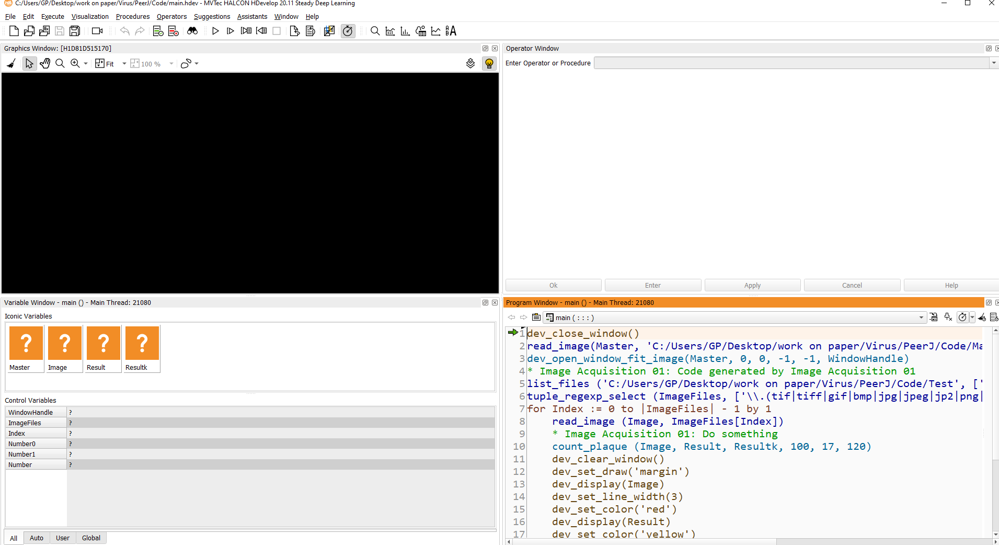 C:/Users/GP/Desktop/work on paper/Virus/PeerJ/Code/main.hdev - MVTec HALCON HDevelop 20.11 Steady Deep Learning
File Edit Execute Visualization Procedures Operators Suggestions Assistants Window Help
Graphics Window: [H1D81D515170]
Fit 100 %
Operator Window
Enter Operator or Procedure
Ok Enter Apply Cancel Help
Variable Window - main () - Main Thread: 21080
Iconic Variables
? ? ? ?
Master Image Result Resultk
Control Variables
WindowHandle ?
ImageFiles ?
Index ?
Number0 ?
Number1 ?
Number ?
All Auto User Global
Program Window - main () - Main Thread: 21080
main ( : : : )
1 dev_close_window()
2 read_image(Master, 'C:/Users/GP/Desktop/work on paper/Virus/PeerJ/Code/Ma
3 dev_open_window_fit_image(Master, 0, 0, -1, -1, WindowHandle)
4 * Image Acquisition 01: Code generated by Image Acquisition 01
5 list_files ('C:/Users/GP/Desktop/work on paper/Virus/PeerJ/Code/Test', ['
6 tuple_regexp_select (ImageFiles, ['\\.(tif|tiff|gif|bmp|jpg|jpeg|jp2|png|
7 for Index := 0 to |ImageFiles| - 1 by 1
8 read_image (Image, ImageFiles[Index])
9 * Image Acquisition 01: Do something
10 count_plaque (Image, Result, Resultk, 100, 17, 120)
11 dev_clear_window()
12 dev_set_draw('margin')
13 dev_display(Image)
14 dev_set_line_width(3)
15 dev_set_color('red')
16 dev_display(Result)
17 dev_set_color('yellow')